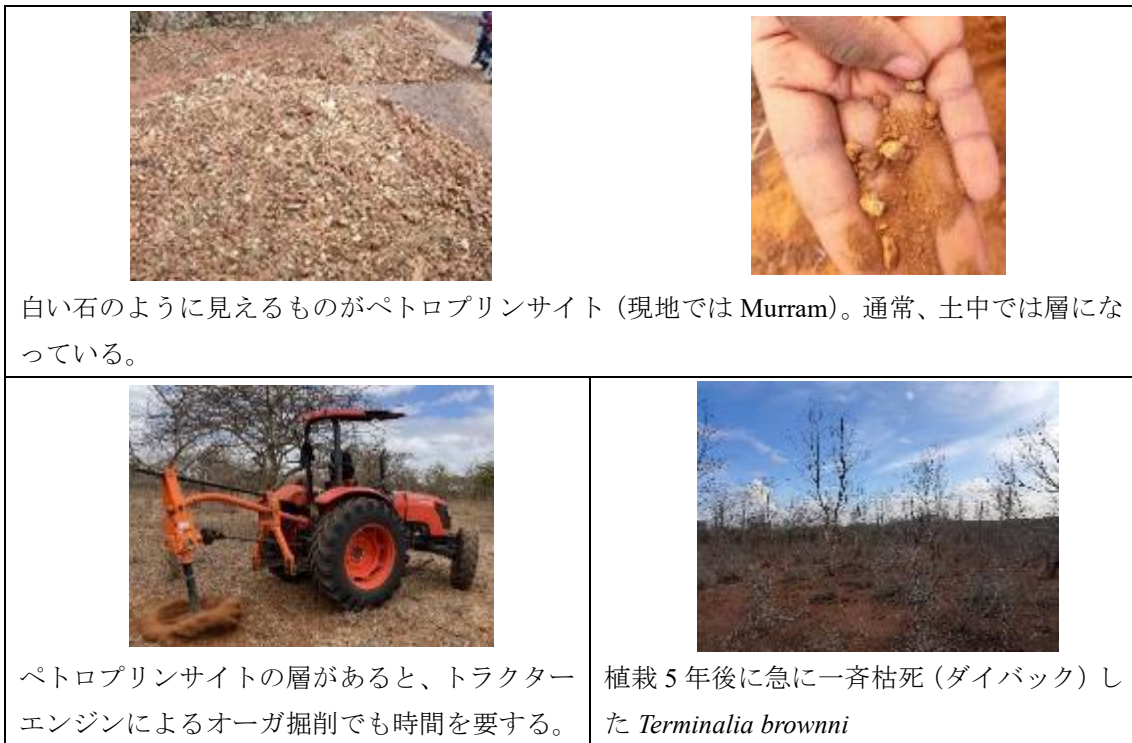 白い石のように見えるものがペトロプリンサイト（現地では Murram）。通常、土中では層にな
っている。
ペトロプリンサイトの層があると、トラクター
エンジンによるオーガ掘削でも時間を要する。
植栽 5 年後に急に一斉枯死（ダイバック）し
た Terminalia brownni